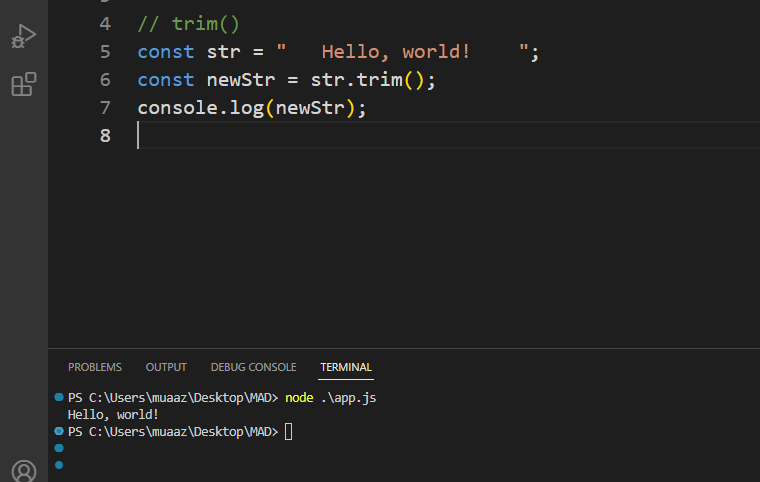 4 // trim()
5 const str = "   Hello, world!    ";
6 const newStr = str.trim();
7 console.log(newStr);
8
PROBLEMS OUTPUT DEBUG CONSOLE TERMINAL
PS C:\Users\muaaz\Desktop\MAD> node .\app.js
Hello, world!
PS C:\Users\muaaz\Desktop\MAD>